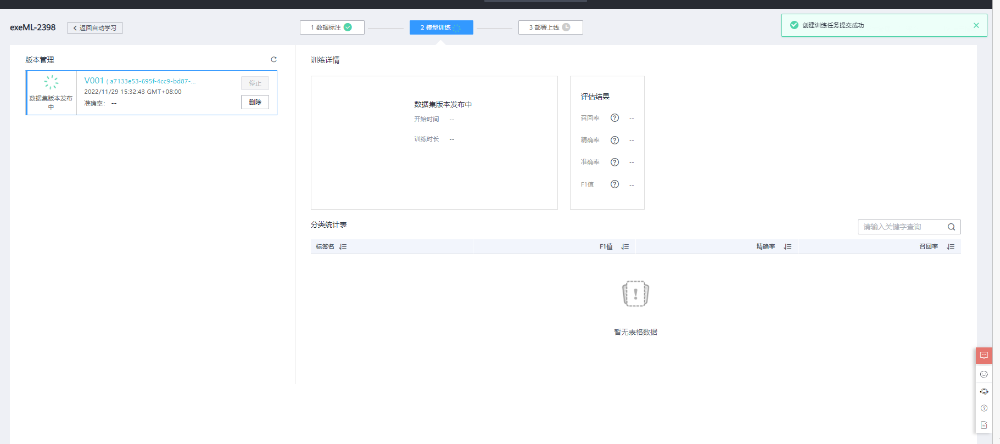 exeML-2398
返回自动学习
1 数据标注
2 模型训练
3 部署上线
创建训练任务提交成功
版本管理
数据集版本发布
中
V001 ( a7133e53-695f-4cc9-bd87-...
2022/11/29 15:32:43 GMT+08:00
准确率： --
停止
删除
训练详情
数据集版本发布中
开始时间 --
训练时长 --
评估结果
召回率 ? --
精确率 ? --
准确率 ? --
F1值 ? --
分类统计表
请输入关键字查询
标签名 F1值 精确率 召回率
暂无表格数据